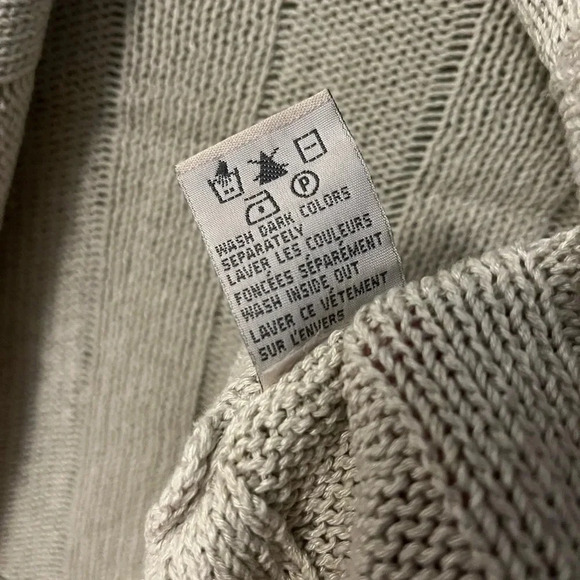 P
WASH DARK COLORS
SEPARATELY
LAVER LES COULEURS
FONCÉES SÉPARÉMENT
WASH INSIDE OUT
LAVER CE VÊTEMENT
SUR L'ENVERS